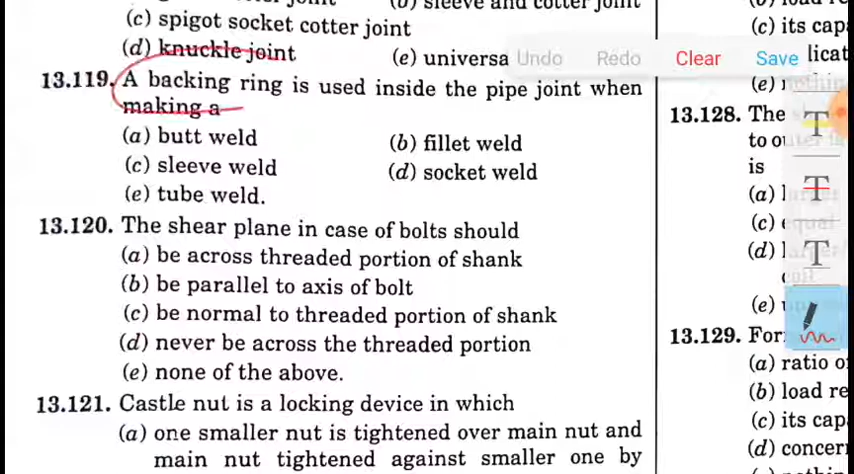 (c) spigot socket cotter joint
(d) knuckle joint
(e) universa
13.119. A backing ring is used inside the pipe joint when
making a
(a) butt weld
(b) fillet weld
(c) sleeve weld
(d) socket weld
(e) tube weld.
13.120. The shear plane in case of bolts should
(a) be across threaded portion of shank
(b) be parallel to axis of bolt
(c) be normal to threaded portion of shank
(d) never be across the threaded portion
(e) none of the above.
13.121. Castle nut is a locking device in which
(a) one smaller nut is tightened over main nut and
main nut tightened against smaller one by
Undo Redo Clear Save
(c) its cap
licat
(e)
13.128. The
to
is
(a)
(c) equal
(d)
coil
(e)
13.129. For
(a) ratio o
(b) load re
(c) its cap
(d) concer
T
T
T